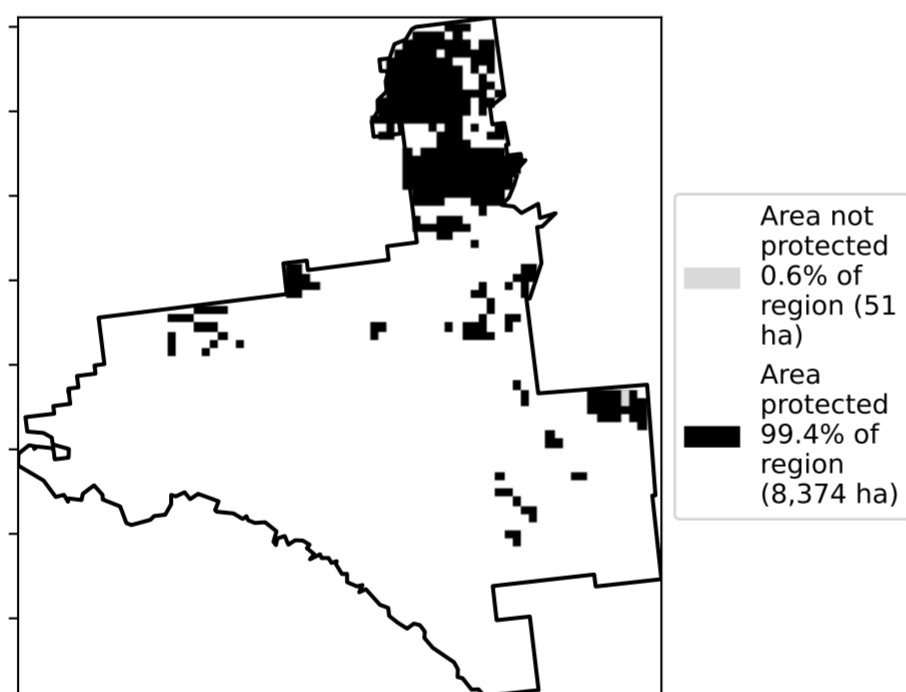 Area not
protected
0.6% of
region (51
ha)
Area
protected
99.4% of
region
(8,374 ha)